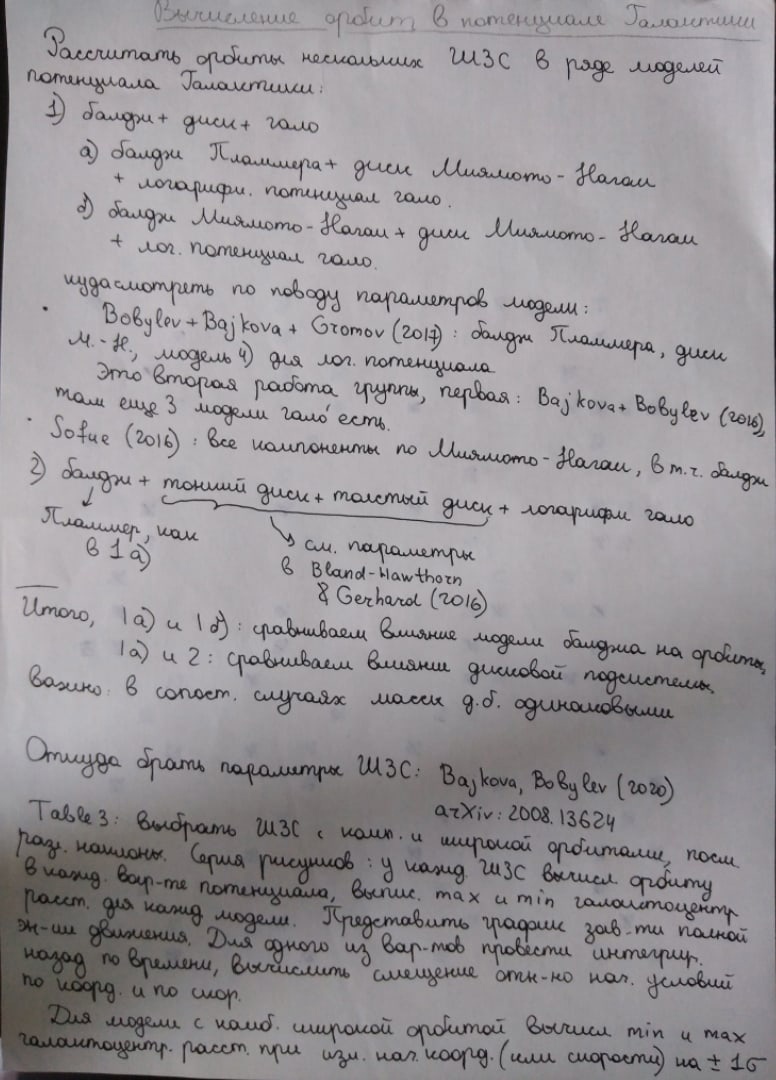 Вычисление орбит в потенциале Галактики
Рассчитать орбиты нескольких ШЗС в ряде моделей
потенциала Галактики:
1) балдж + диск + гало
а) балдж Пламмера + диск Миямото-Нагаи
+ логарифм. потенциал гало.
б) балдж Миямото-Нагаи + диск Миямото-Нагаи
+ лог. потенциал гало.
куда смотреть по поводу параметров модели:
· Bobylev + Bajkova + Gromov (2017): балдж Пламмера, диск
М.-Н., модель 4) для лог. потенциала
Это вторая работа группы, первая: Bajkova + Bobylev (2016),
там еще 3 модели гало есть.
· Sofue (2016): все компоненты по Миямото-Нагаи, в т.ч. балдж
2) балдж + тонкий диск + толстый диск + логарифм гало
Пламмер, как
в 1а)
см. параметры
в Bland-Hawthorn
& Gerhard (2016)
Итого, 1а) и 1б): сравниваем влияние модели балджа на орбиты,
1а) и 2: сравниваем влияние дисковой подсистемы.
Важно: в сопост. случаях массы д.б. одинаковыми
Откуда брать параметры ШЗС: Bajkova, Bobylev (2020)
arXiv: 2008.13624
Table 3: выбрать ШЗС с комп. и широкой орбитами, посм.
разн. наклоны. Серия рисунков: у кажд. ШЗС вычисл. орбиту
в кажд. вар-те потенциала, выпис. max и min галактоцентр.
расст. для кажд. модели. Представить график зав-ти полной
эн-ии движения. Для одного из вар-тов провести интегрир.
назад по времени, вычислить смещение отн-но нач. условий
по коорд. и по скор.
Для модели с наиб. широкой орбитой вычисл min и max
галактоцентр. расст. при изм. нач. коорд. (или скорости) на ± 1σ